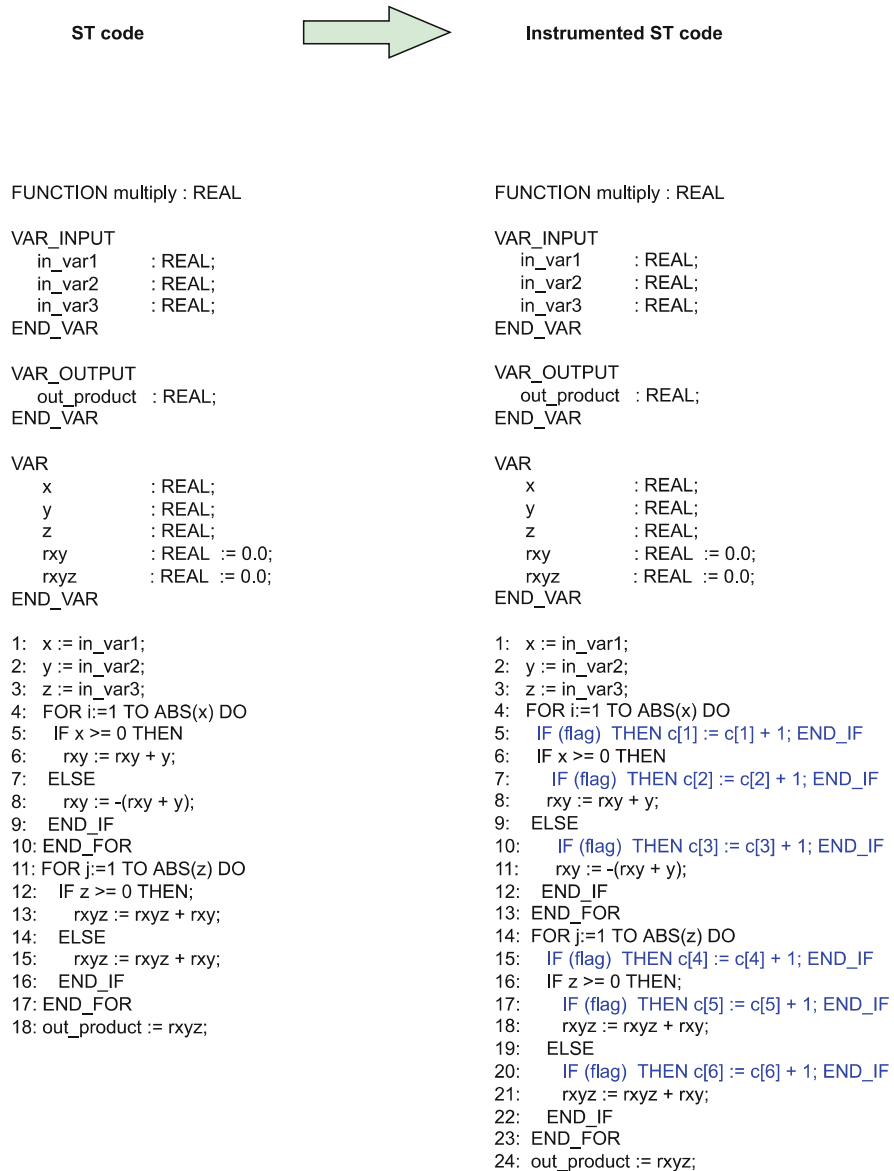 ST code
Instrumented ST code
FUNCTION multiply : REAL
VAR_INPUT
in_var1 : REAL;
in_var2 : REAL;
in_var3 : REAL;
END_VAR
VAR_OUTPUT
out_product : REAL;
END_VAR
VAR
x : REAL;
y : REAL;
z : REAL;
rxy : REAL := 0.0;
rxyz : REAL := 0.0;
END_VAR
1: x := in_var1;
2: y := in_var2;
3: z := in_var3;
4: FOR i:=1 TO ABS(x) DO
5: IF x >= 0 THEN
6: rxy := rxy + y;
7: ELSE
8: rxy := -(rxy + y);
9: END_IF
10: END_FOR
11: FOR j:=1 TO ABS(z) DO
12: IF z >= 0 THEN;
13: rxyz := rxyz + rxy;
14: ELSE
15: rxyz := rxyz + rxy;
16: END_IF
17: END_FOR
18: out_product := rxyz;
FUNCTION multiply : REAL
VAR_INPUT
in_var1 : REAL;
in_var2 : REAL;
in_var3 : REAL;
END_VAR
VAR_OUTPUT
out_product : REAL;
END_VAR
VAR
x : REAL;
y : REAL;
z : REAL;
rxy : REAL := 0.0;
rxyz : REAL := 0.0;
END_VAR
1: x := in_var1;
2: y := in_var2;
3: z := in_var3;
4: FOR i:=1 TO ABS(x) DO
5: IF (flag) THEN c[1] := c[1] + 1; END_IF
6: IF x >= 0 THEN
7: IF (flag) THEN c[2] := c[2] + 1; END_IF
8: rxy := rxy + y;
9: ELSE
10: IF (flag) THEN c[3] := c[3] + 1; END_IF
11: rxy := -(rxy + y);
12: END_IF
13: END_FOR
14: FOR j:=1 TO ABS(z) DO
15: IF (flag) THEN c[4] := c[4] + 1; END_IF
16: IF z >= 0 THEN;
17: IF (flag) THEN c[5] := c[5] + 1; END_IF
18: rxyz := rxyz + rxy;
19: ELSE
20: IF (flag) THEN c[6] := c[6] + 1; END_IF
21: rxyz := rxyz + rxy;
22: END_IF
23: END_FOR
24: out_product := rxyz;